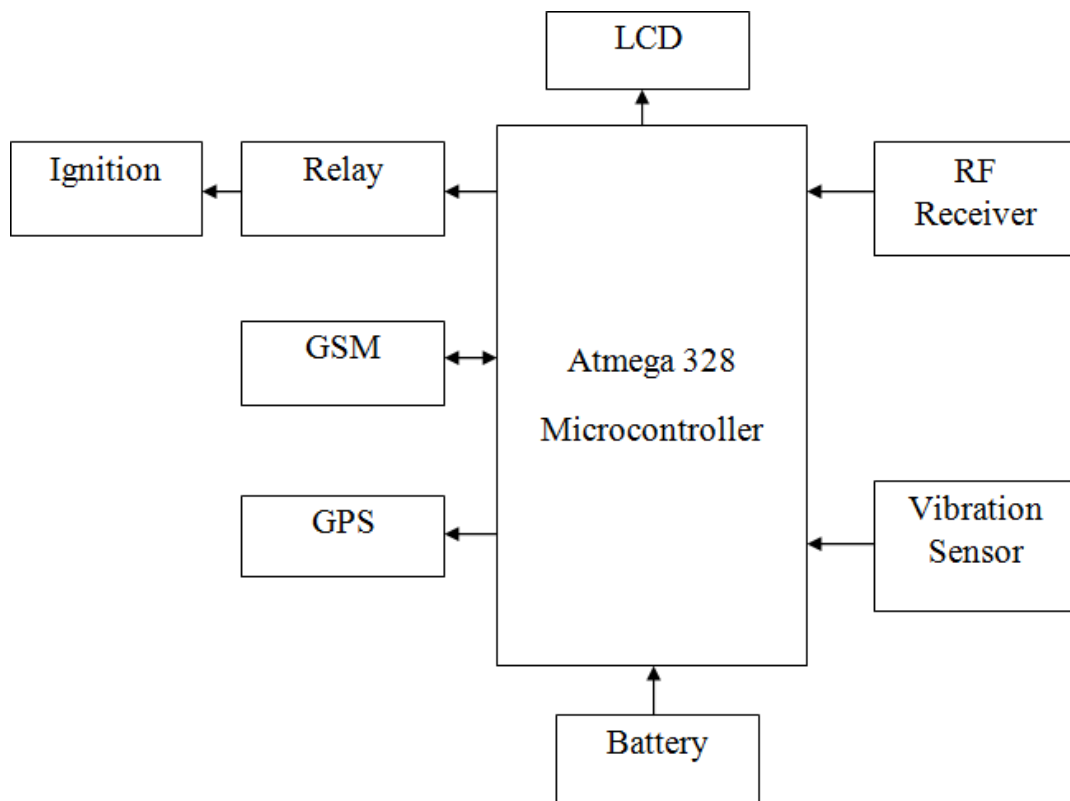 LCD
Ignition
Relay
RF
Receiver
GSM
Atmega 328
Microcontroller
GPS
Vibration
Sensor
Battery